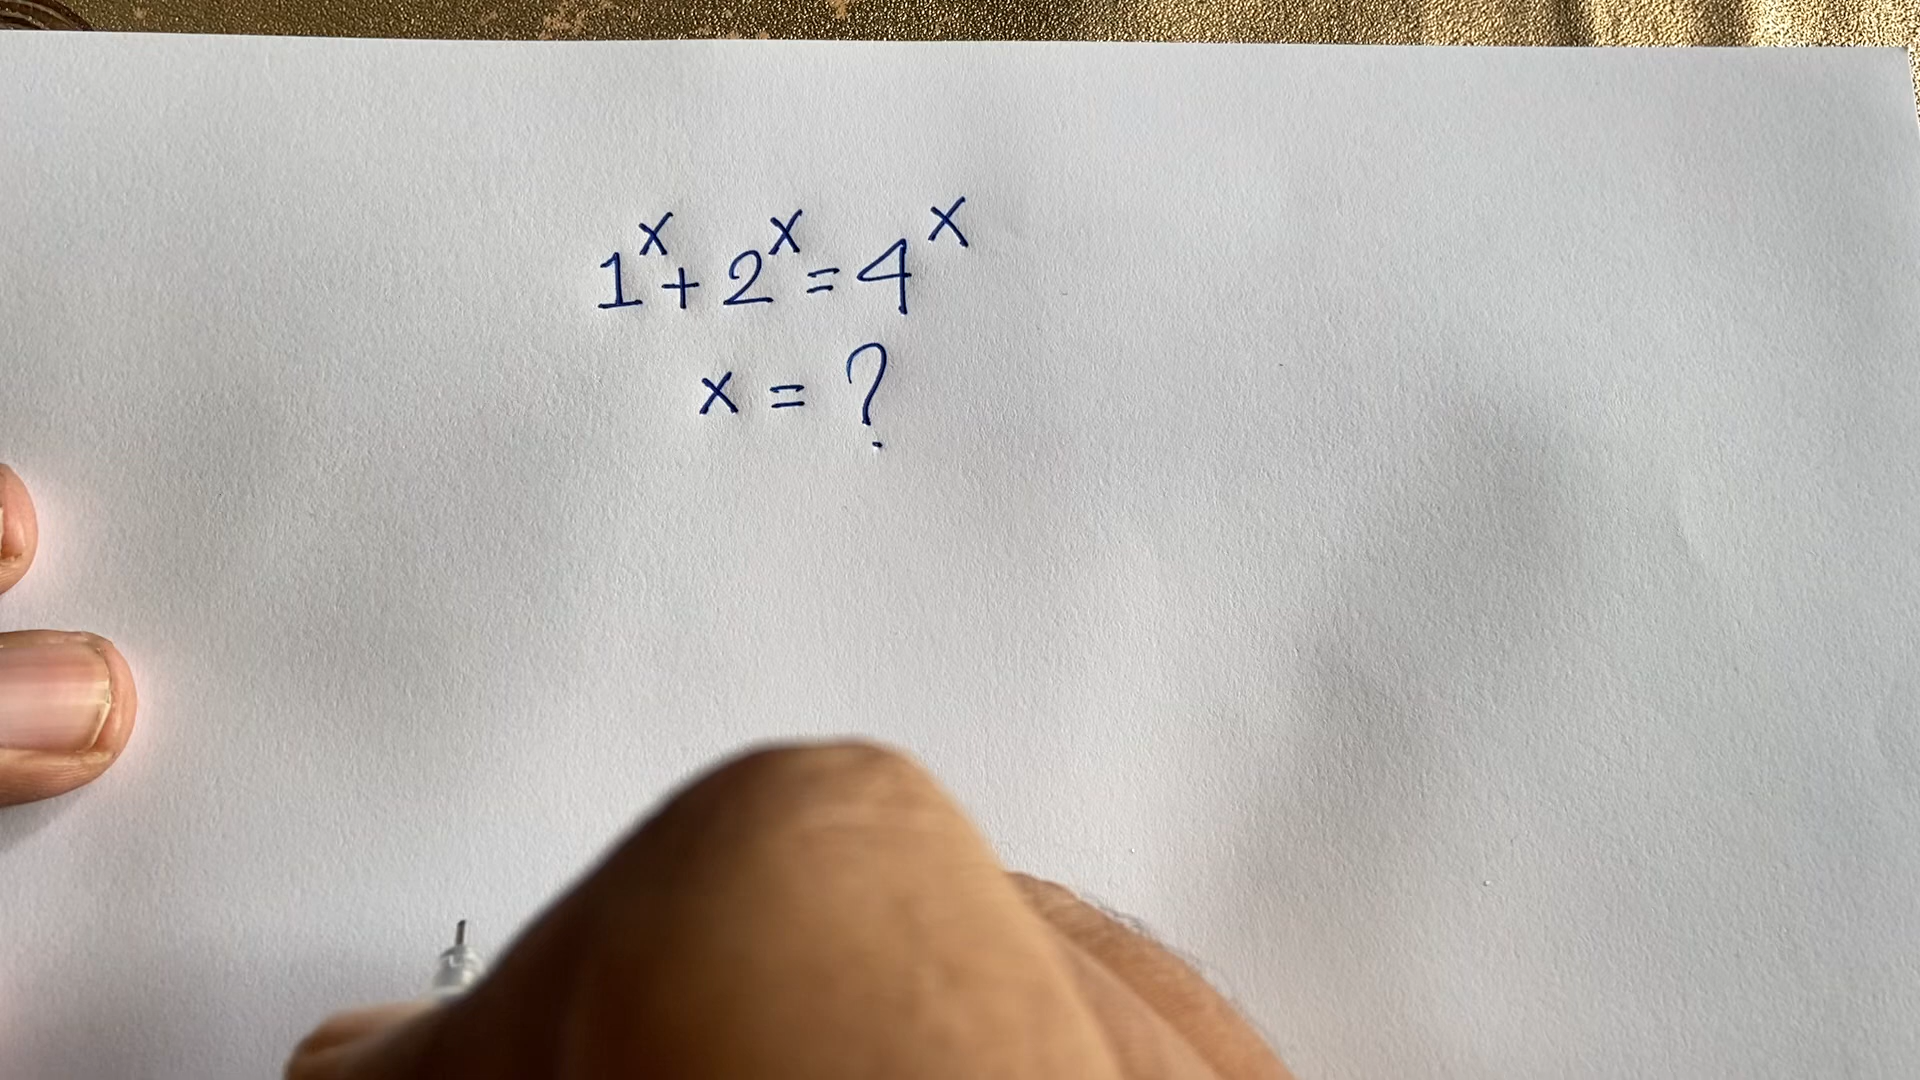 1^x + 2^x = 4^x
x = ?